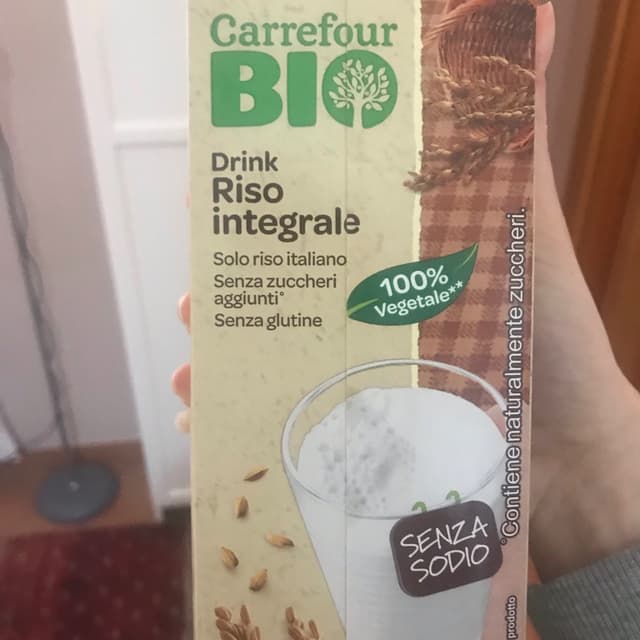 Carrefour
BIO
Drink
Riso
integrale
Solo riso italiano
Senza zuccheri
aggiunti°
Senza glutine
100%
Vegetale**
SENZA
SODIO
°Contiene naturalmente zuccheri.
prodotto